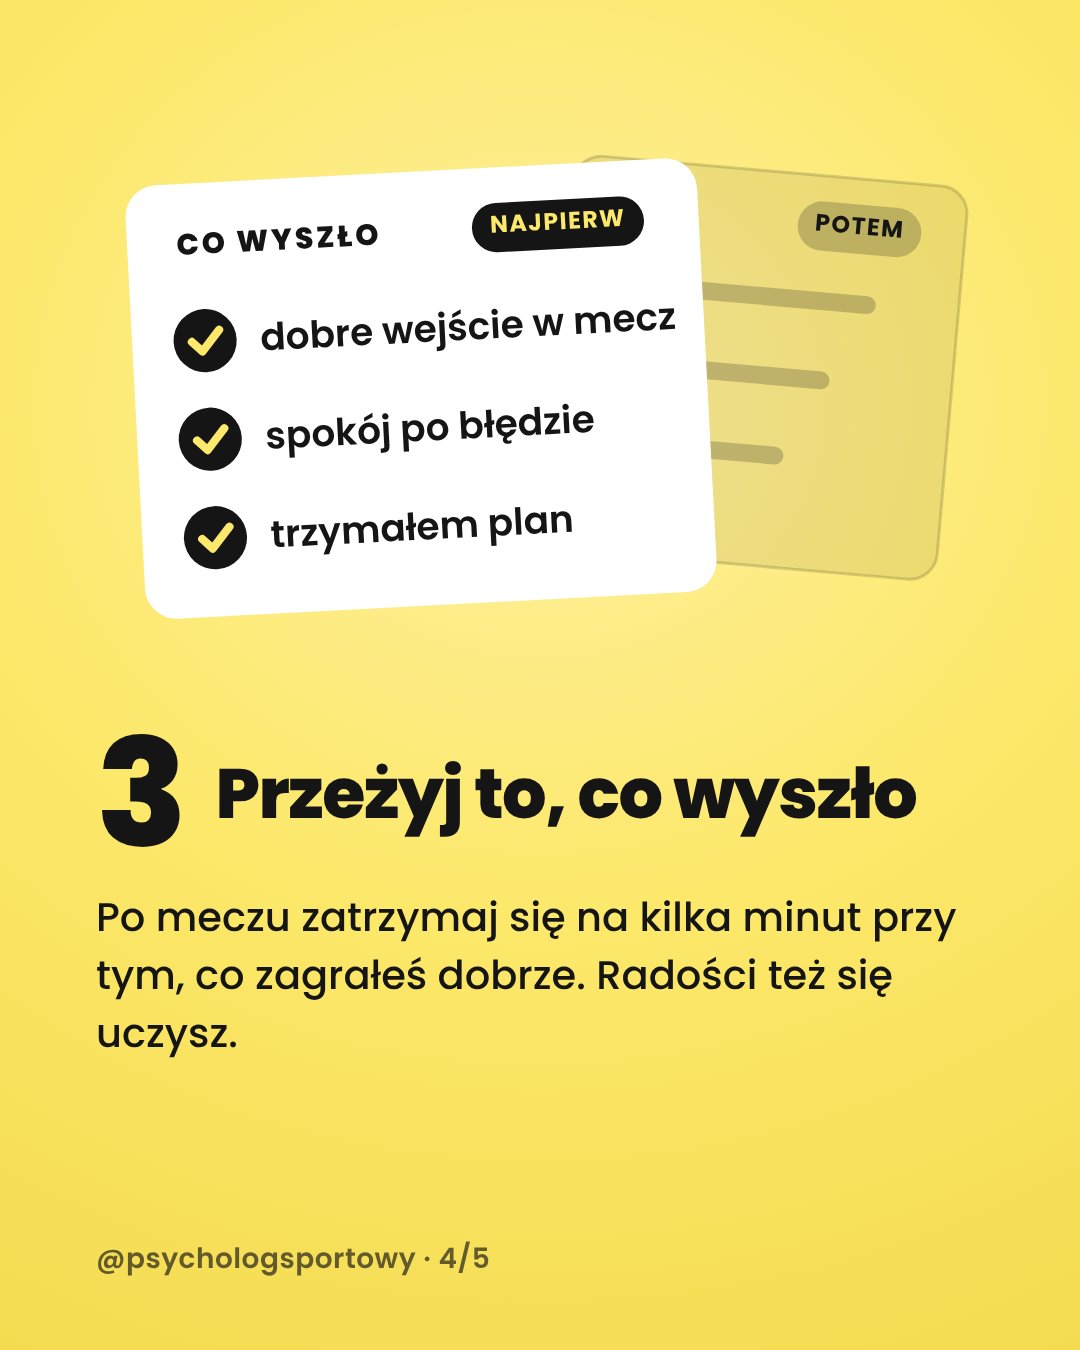 CO WYSZŁO
NAJPIERW
POTEM
dobre wejście w mecz
spokój po błędzie
trzymałem plan
3 Przeżyj to, co wyszło
Po meczu zatrzymaj się na kilka minut przy
tym, co zagrałeś dobrze. Radości też się
uczysz.
@psychologsportowy · 4/5